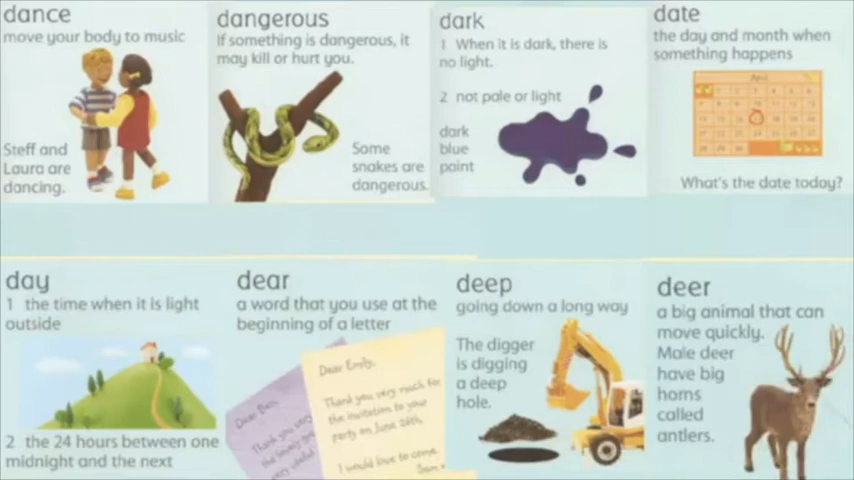 dance
move your body to music
Steff and
Laura are
dancing.
dangerous
If something is dangerous, it
may kill or hurt you.
Some
snakes are
dangerous.
dark
1 When it is dark, there is
no light.
2 not pale or light
dark
blue
paint
date
the day and month when
something happens
April
What's the date today?
day
1 the time when it is light
outside
2 the 24 hours between one
midnight and the next
dear
a word that you use at the
beginning of a letter
Dear Ben,
Thank you
Dear Emily,
Thank you very much for
the invitation to your
party on June 26th,
I would love to come
Sam
deep
going down a long way
The digger
is digging
a deep
hole.
deer
a big animal that can
move quickly.
Male deer
have big
horns
called
antlers.